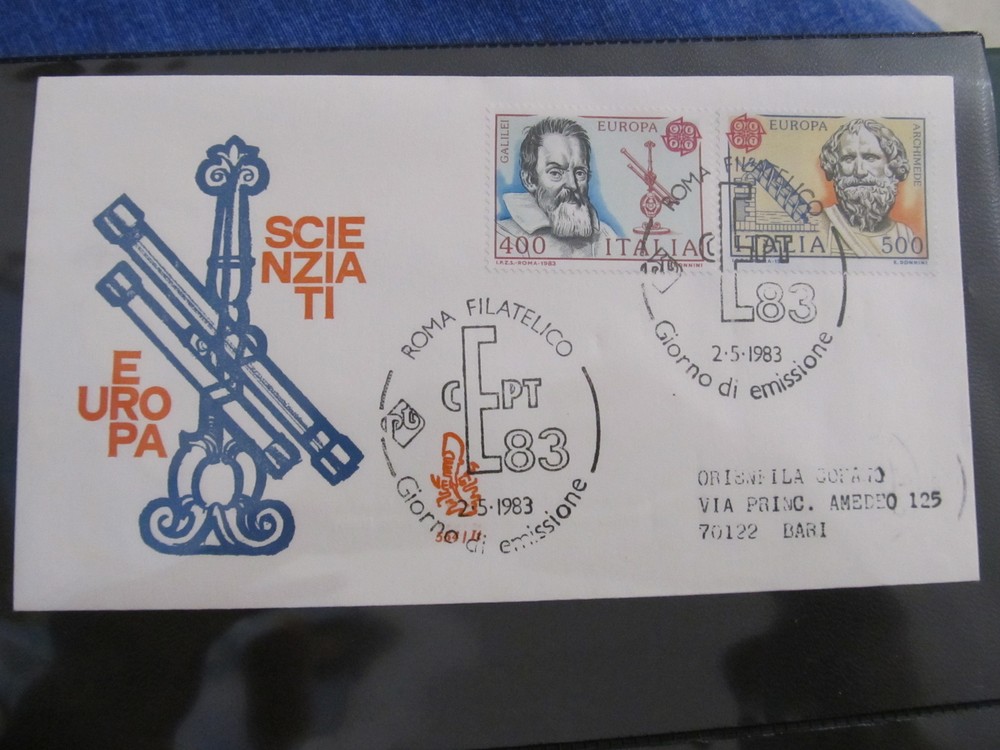 SCIE
NZIA
TI
E
URO
PA
GALILEI
EUROPA
400 ITALIA
I.P.Z.S.-ROMA-1983
EUROPA
ARCHIMEDE
ITALIA 500
E. DONNINI
ROMA FILATELICO
CEPT
83
2·5·1983
Giorno di emissione
ROMA FILATELICO
CEPT
83
2·5·1983
Giorno di emissione
VIA PRINC. AMEDEO 125
70122 BARI